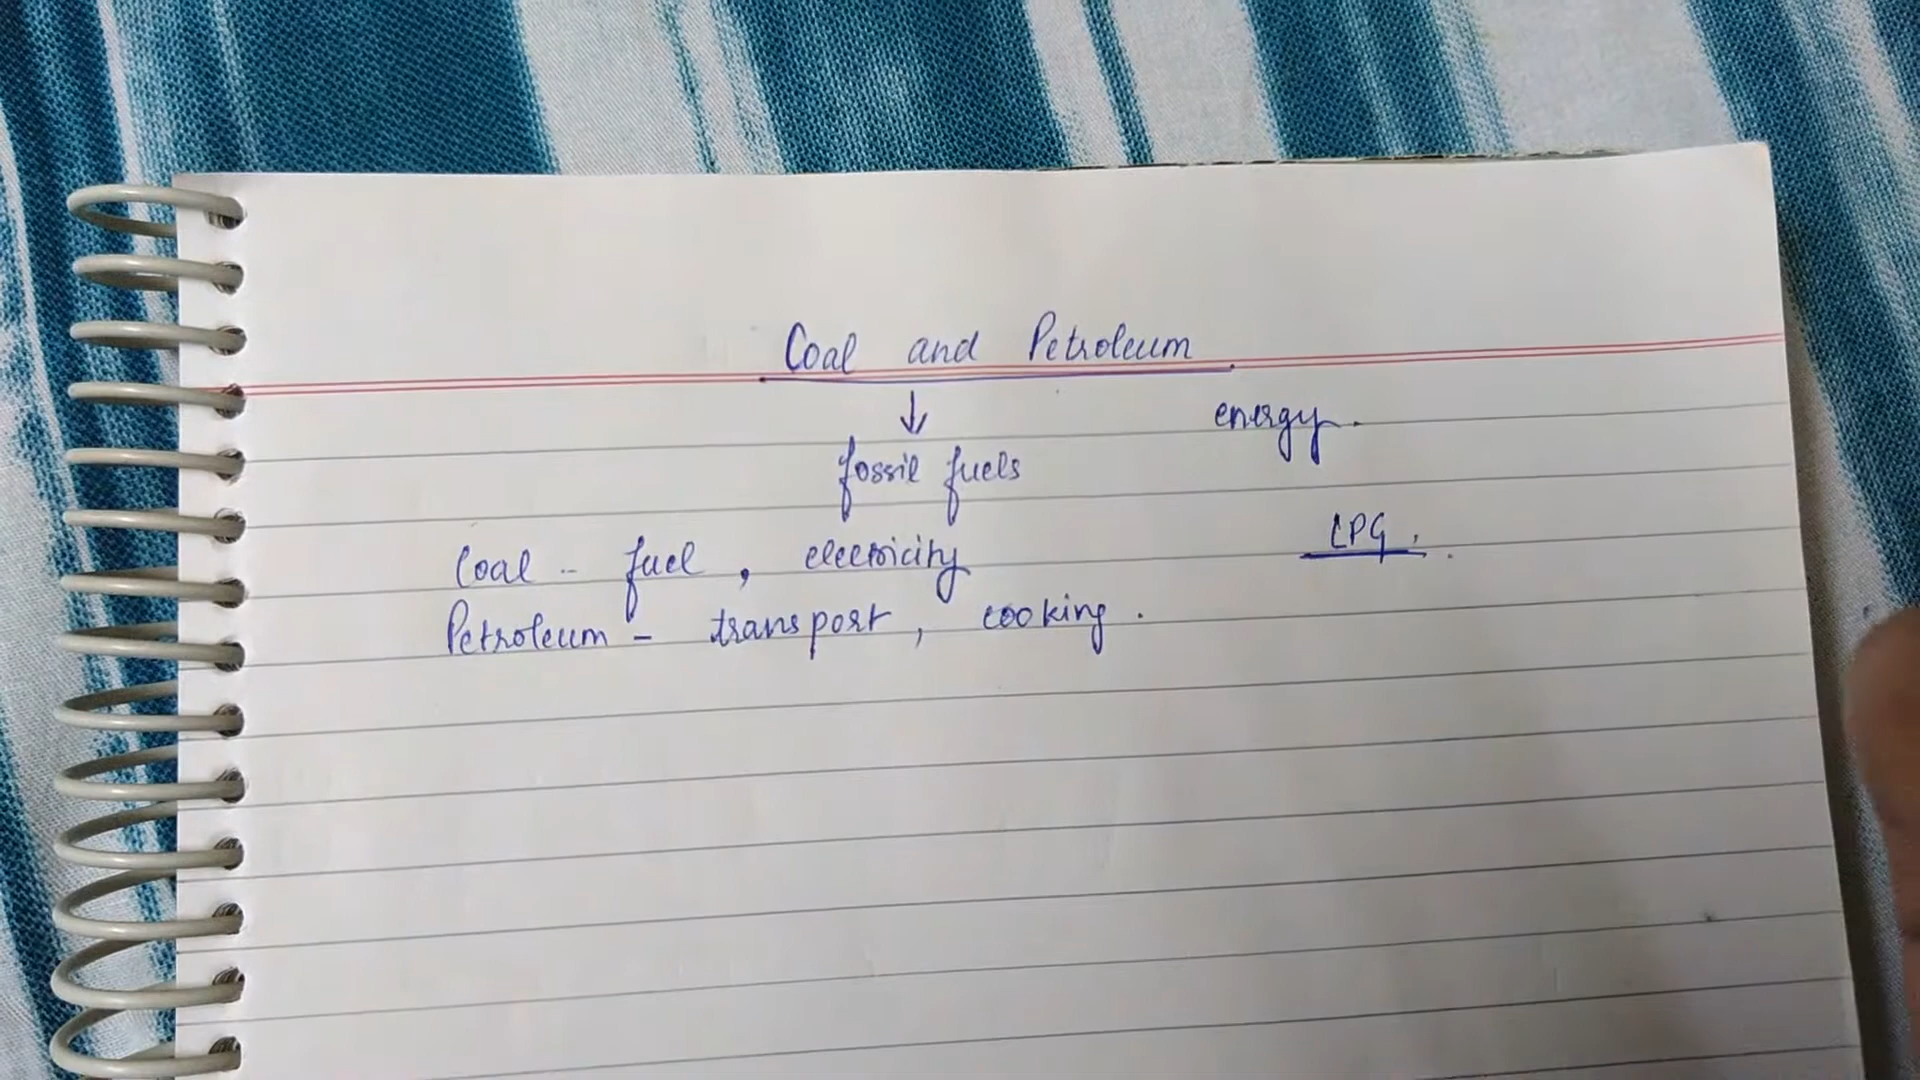 Coal and Petroleum
↓ energy.
fossil fuels
LPG.
Coal - fuel, electricity
Petroleum - transport, cooking.